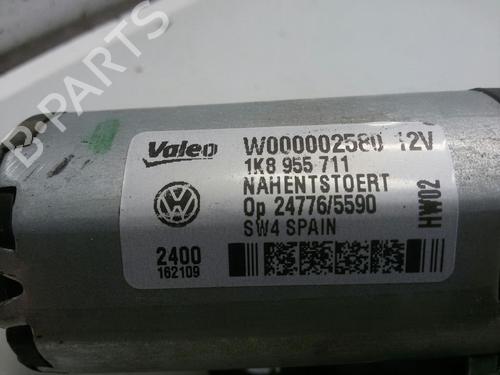 B-PARTS
Valeo W000002580 12V
1K8 955 711
NAHENTSTOERT
Op 24776/5590
SW4 SPAIN
HW02
2400
162109